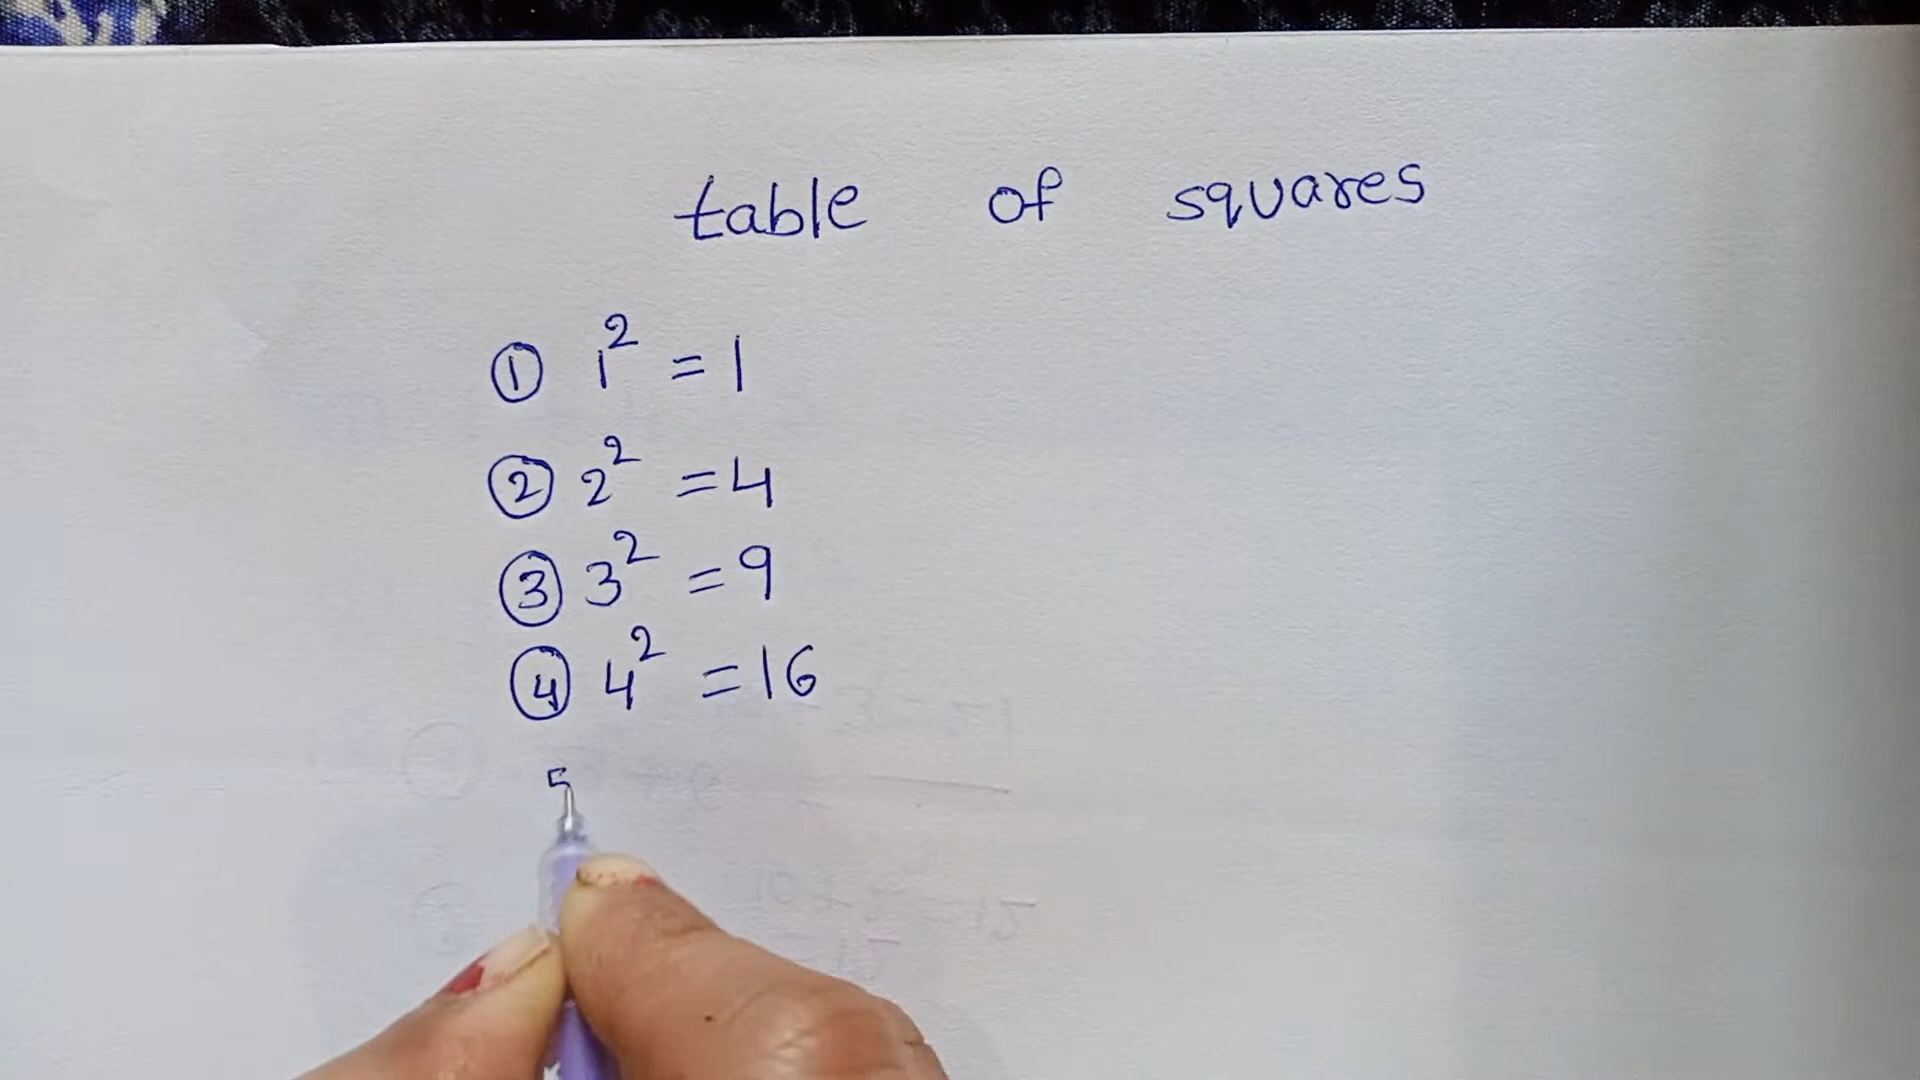 table of squares
① 1² = 1
② 2² = 4
③ 3² = 9
④ 4² = 16
5